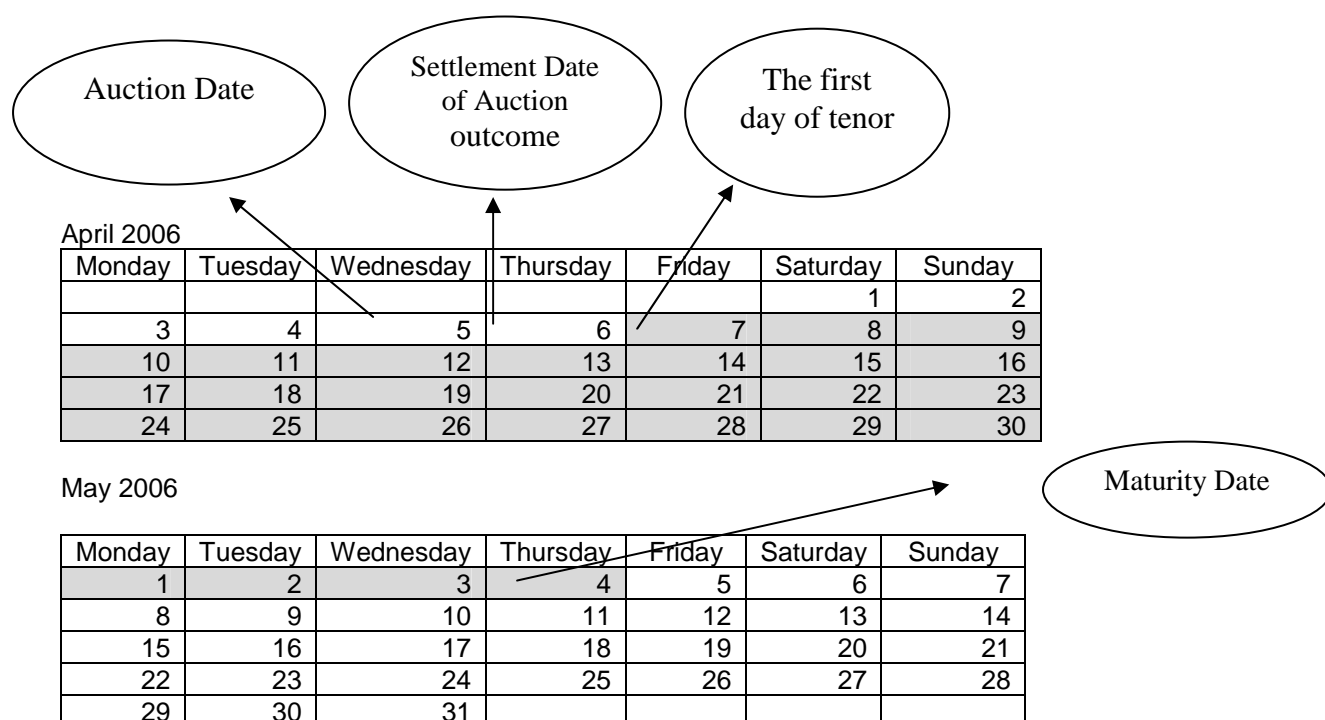 Auction Date
Settlement Date
of Auction
outcome
The first
day of tenor
April 2006
Monday Tuesday Wednesday Thursday Friday Saturday Sunday
1 2
3 4 5 6 7 8 9
10 11 12 13 14 15 16
17 18 19 20 21 22 23
24 25 26 27 28 29 30
May 2006
Maturity Date
Monday Tuesday Wednesday Thursday Friday Saturday Sunday
1 2 3 4 5 6 7
8 9 10 11 12 13 14
15 16 17 18 19 20 21
22 23 24 25 26 27 28
29 30 31